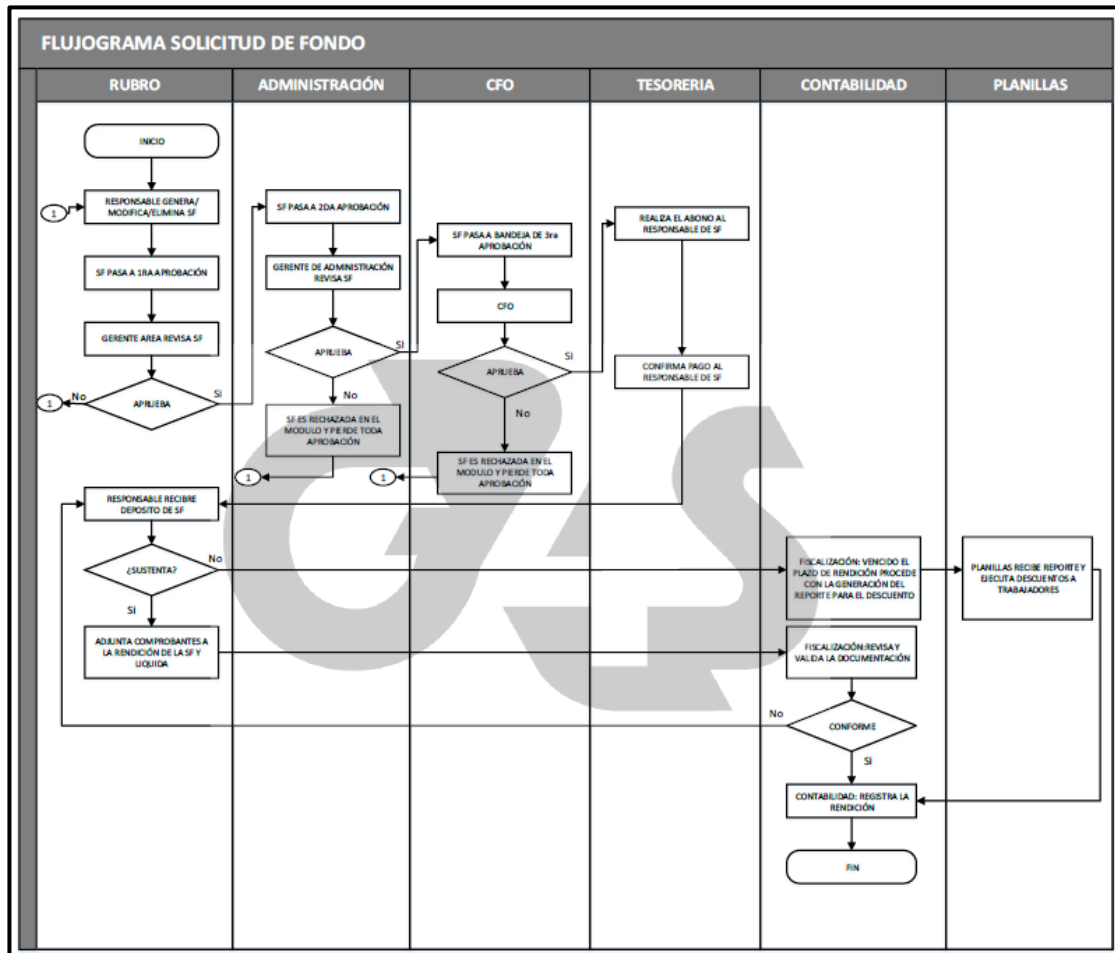 FLUJOGRAMA SOLICITUD DE FONDO
RUBRO
ADMINISTRACIÓN
CFO
TESORERIA
CONTABILIDAD
PLANILLAS
INICIO
1
RESPONSABLE GENERA/
MODIFICA/ELIMINA SF
SF PASA A 1RA APROBACIÓN
GERENTE AREA REVISA SF
APRUEBA
No
1
Si
SF PASA A 2DA APROBACIÓN
GERENTE DE ADMINISTRACIÓN
REVISA SF
APRUEBA
Si
No
SF ES RECHAZADA EN EL
MODULO Y PIERDE TODA
APROBACIÓN
1
SF PASA A BANDEJA DE 3ra
APROBACIÓN
CFO
APRUEBA
Si
No
SF ES RECHAZADA EN EL
MODULO Y PIERDE TODA
APROBACIÓN
1
REALIZA EL ABONO AL
RESPONSABLE DE SF
CONFIRMA PAGO AL
RESPONSABLE DE SF
RESPONSABLE RECIBRE
DEPOSITO DE SF
¿SUSTENTA?
No
Si
ADJUNTA COMPROBANTES A
LA RENDICIÓN DE LA SF Y
LIQUIDA
FISCALIZACIÓN: VENCIDO EL
PLAZO DE RENDICIÓN PROCEDE
CON LA GENERACIÓN DEL
REPORTE PARA EL DESCUENTO
PLANILLAS RECIBE REPORTE Y
EJECUTA DESCUENTOS A
TRABAJADORES
FISCALIZACIÓN:REVISA Y
VALIDA LA DOCUMENTACIÓN
CONFORME
No
Si
CONTABILIDAD: REGISTRA LA
RENDICIÓN
FIN
G4S